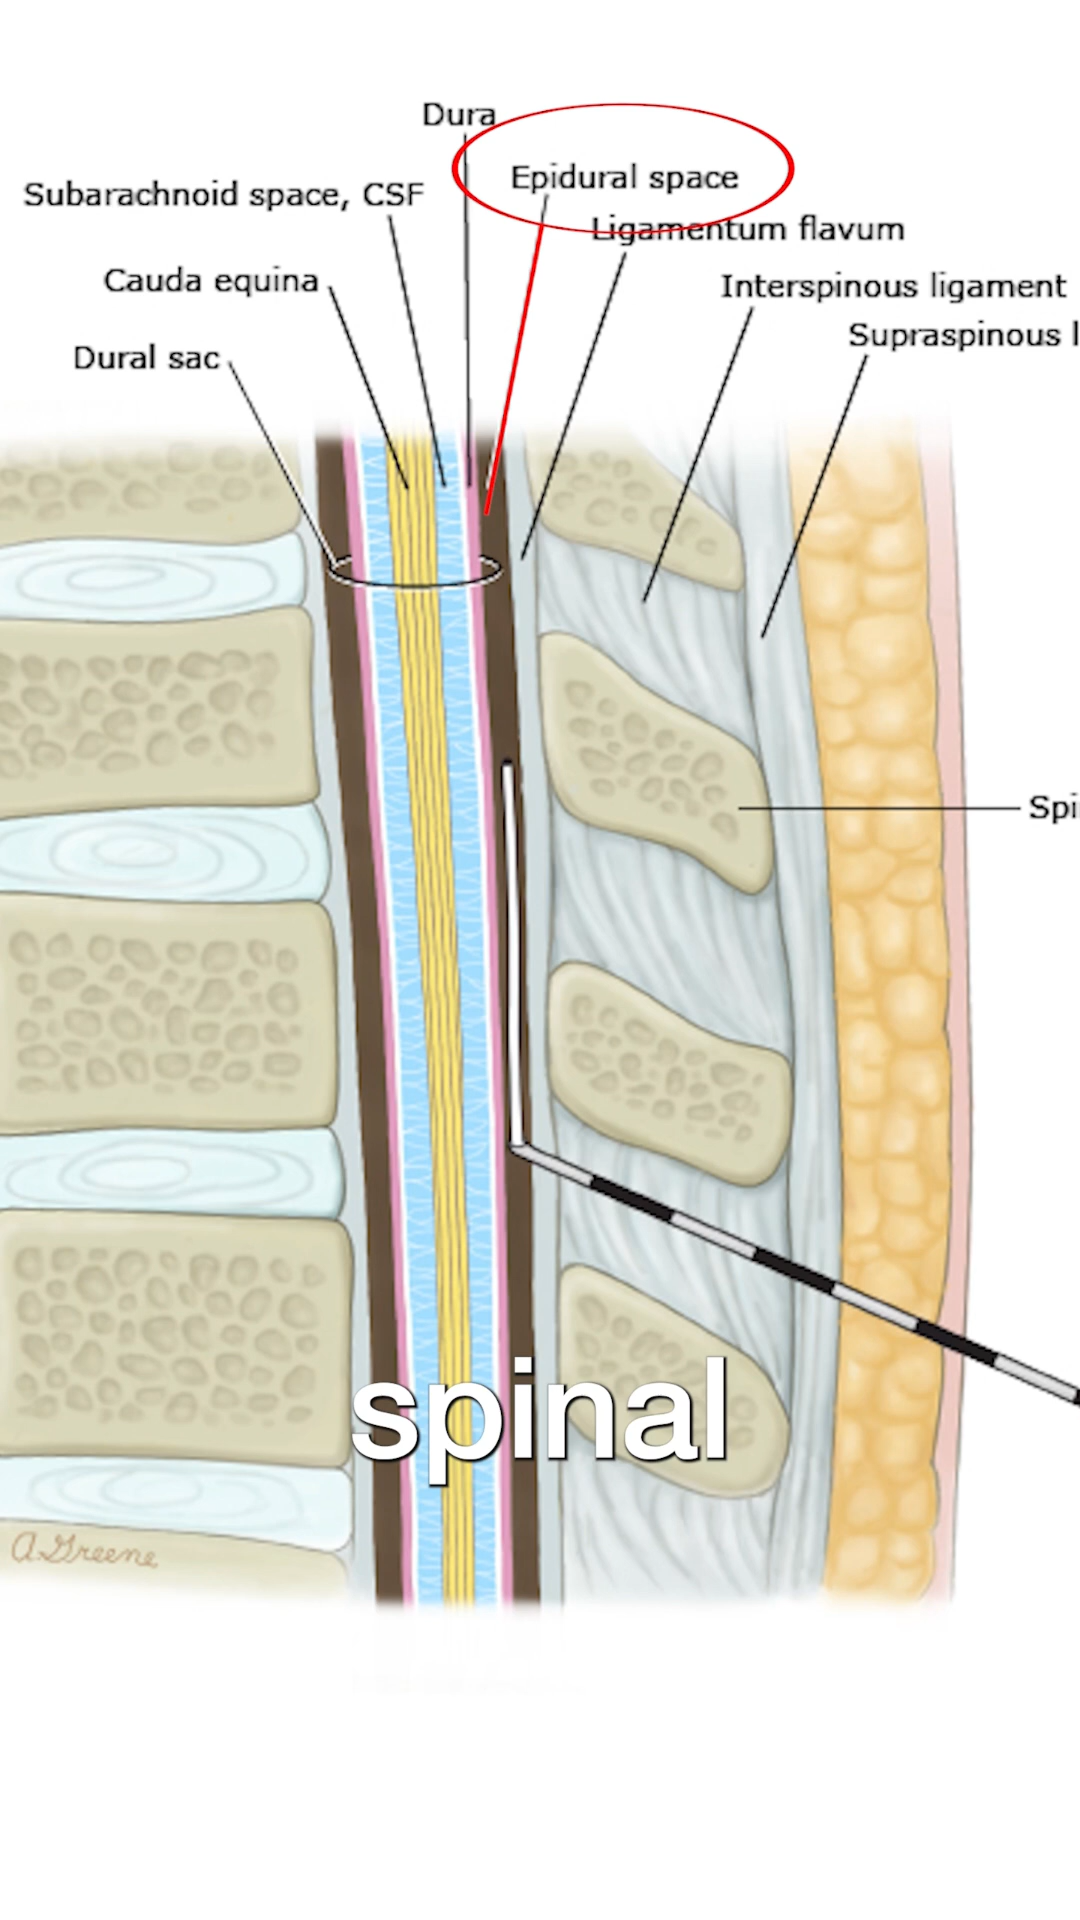 Dura
Epidural space
Subarachnoid space, CSF
Ligamentum flavum
Cauda equina
Interspinous ligament
Supraspinous l
Dural sac
Spi
spinal
A.Greene